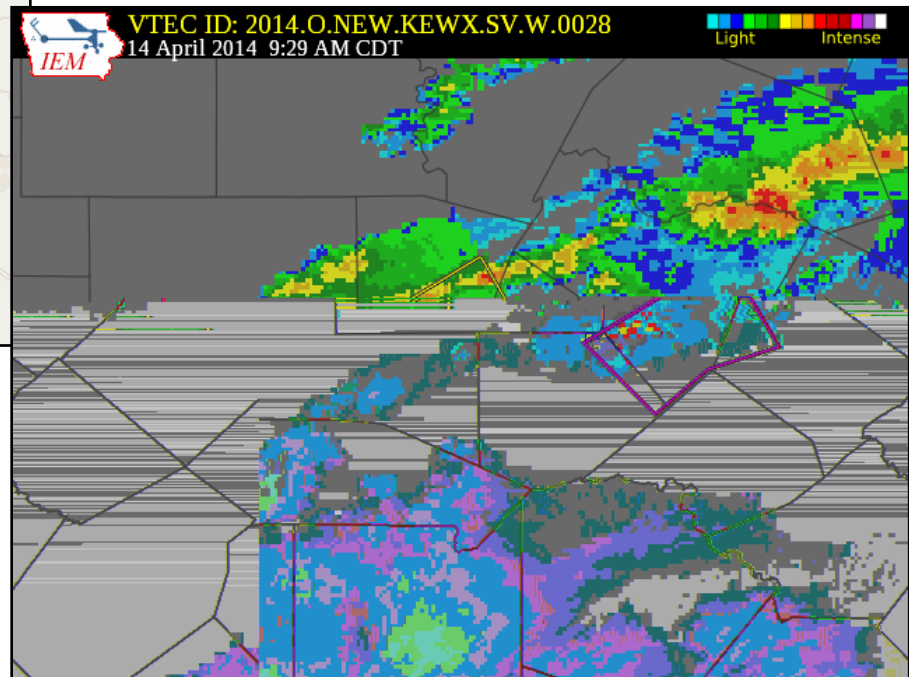 VTEC ID: 2014.O.NEW.KEWX.SV.W.0028
14 April 2014 9:29 AM CDT
IEM
Light Intense